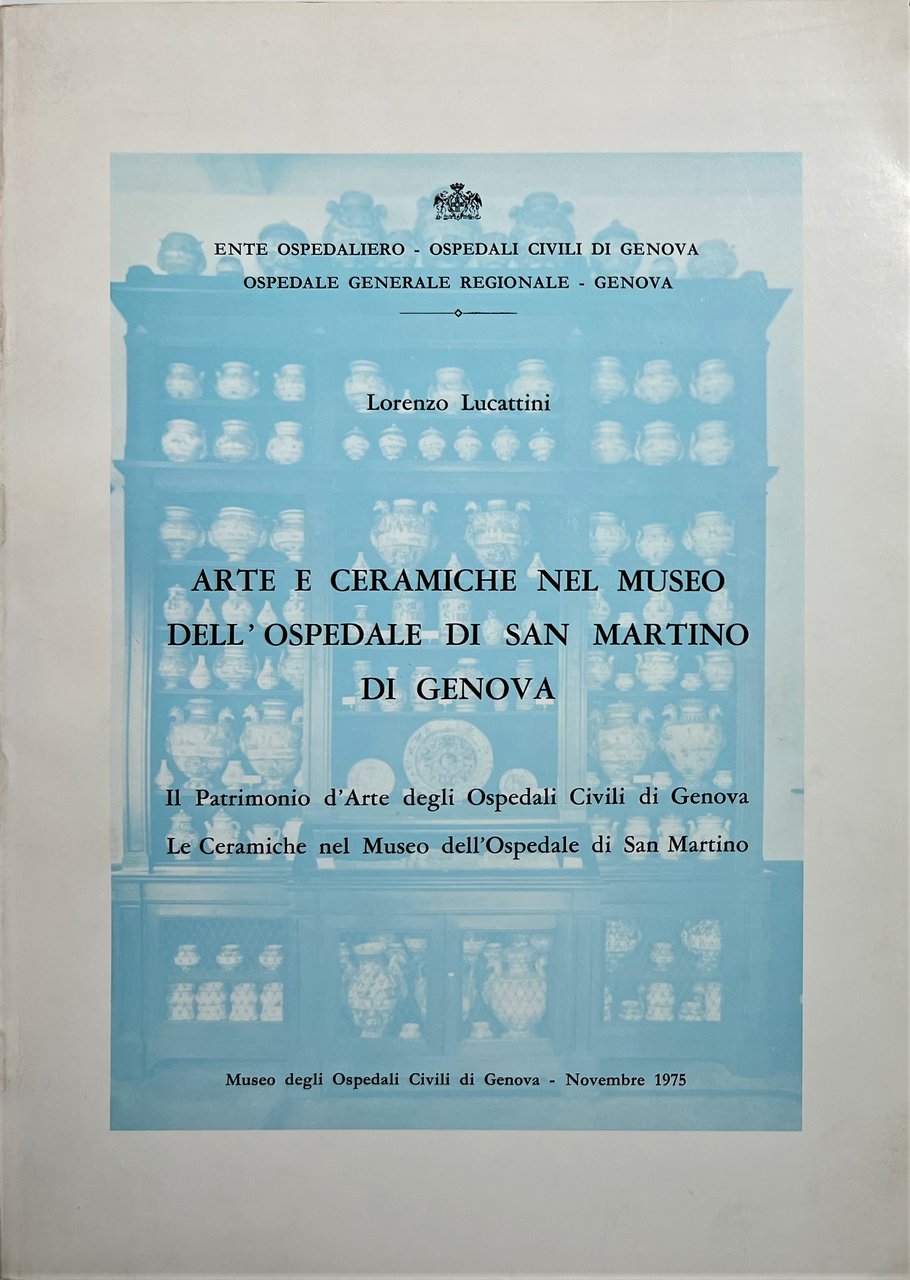 ENTE OSPEDALIERO - OSPEDALI CIVILI DI GENOVA
OSPEDALE GENERALE REGIONALE - GENOVA
Lorenzo Lucattini
ARTE E CERAMICHE NEL MUSEO
DELL' OSPEDALE DI SAN MARTINO
DI GENOVA
Il Patrimonio d'Arte degli Ospedali Civili di Genova
Le Ceramiche nel Museo dell'Ospedale di San Martino
Museo degli Ospedali Civili di Genova - Novembre 1975